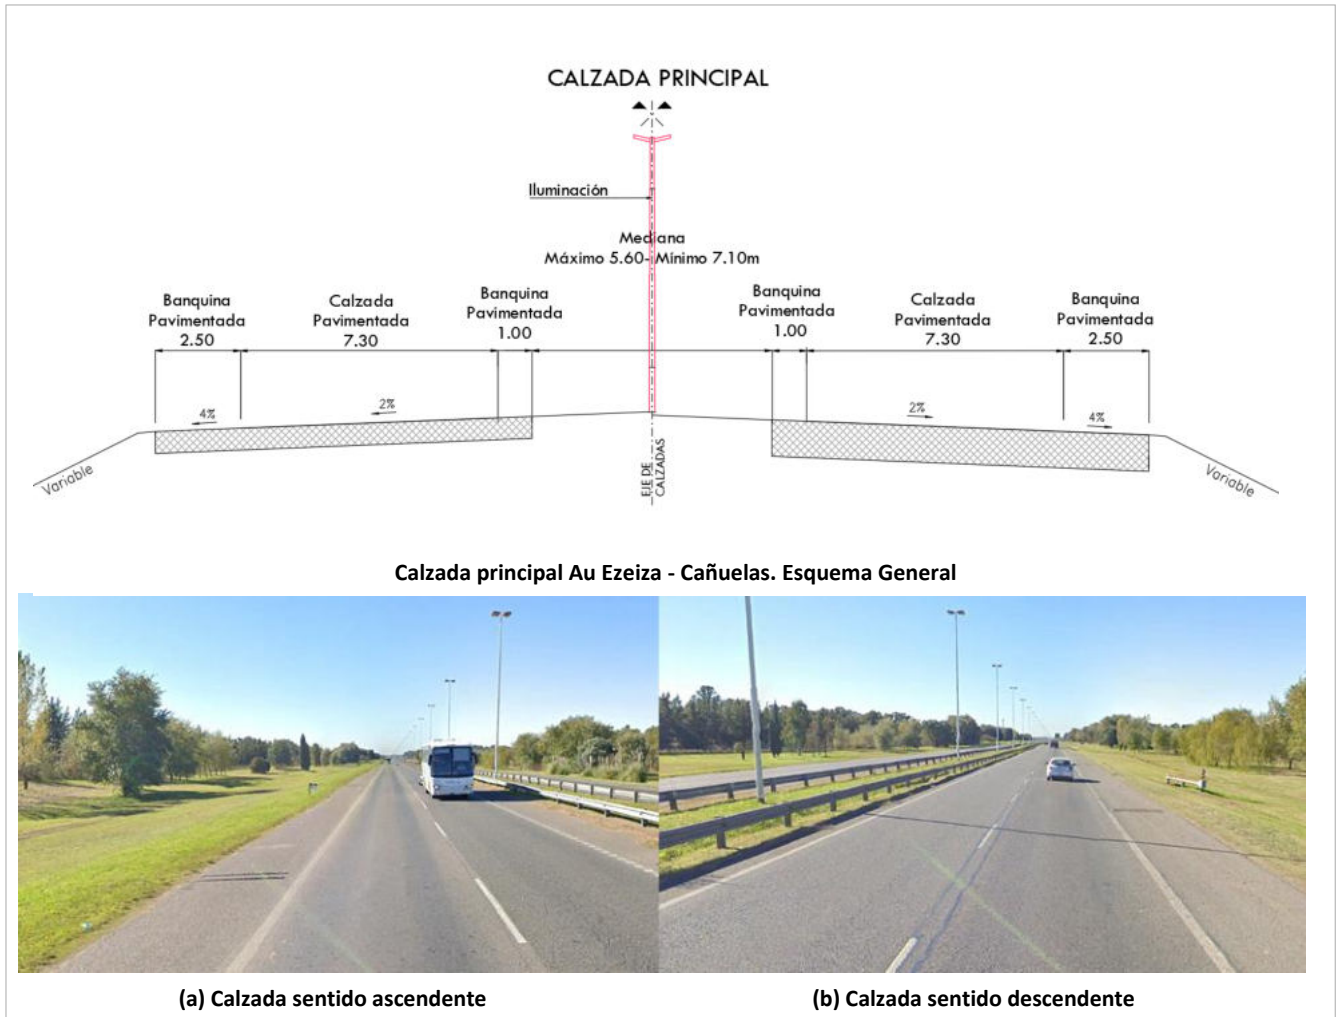 CALZADA PRINCIPAL
Iluminación
Mediana
Máximo 5.60- Mínimo 7.10m
Banquina
Pavimentada
2.50
Calzada
Pavimentada
7.30
Banquina
Pavimentada
1.00
Banquina
Pavimentada
1.00
Calzada
Pavimentada
7.30
Banquina
Pavimentada
2.50
4%
2%
2%
4%
Variable
EJE DE
CALZADAS
Variable
Calzada principal Au Ezeiza - Cañuelas. Esquema General
(a) Calzada sentido ascendente
(b) Calzada sentido descendente